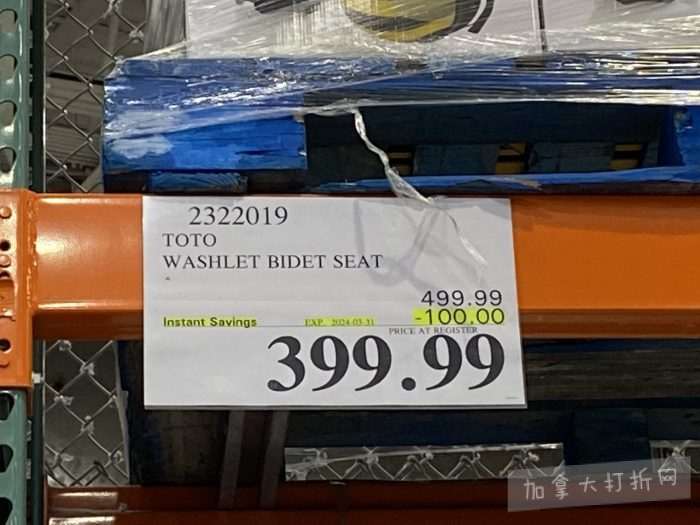 2322019
TOTO
WASHLET BIDET SEAT
499.99
Instant Savings EXP. 2024-03-31 -100.00
PRICE AT REGISTER
399.99
加拿大打折网